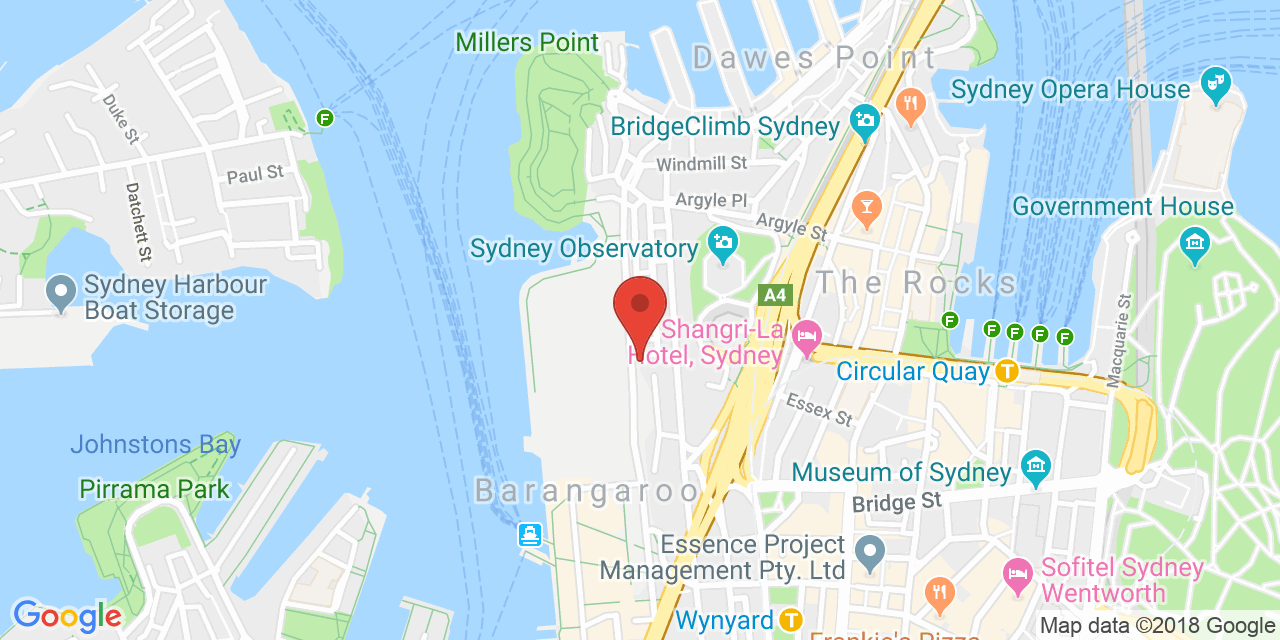 Millers Point
Dawes Point
Sydney Opera House
Duke St
F
BridgeClimb Sydney
Windmill St
Paul St
Datchett St
Argyle Pl
Argyle St
Government House
Sydney Observatory
Sydney Harbour
Boat Storage
The Rocks
A4
F
F
F
F
F
Shangri-La
Hotel, Sydney
Macquarie St
Circular Quay
T
Essex St
Johnstons Bay
Pirrama Park
Museum of Sydney
Barangaroo
Bridge St
Essence Project
Management Pty. Ltd
Sofitel Sydney
Wentworth
Google
Wynyard
T
Frankie's Pizza
Map data ©2018 Google